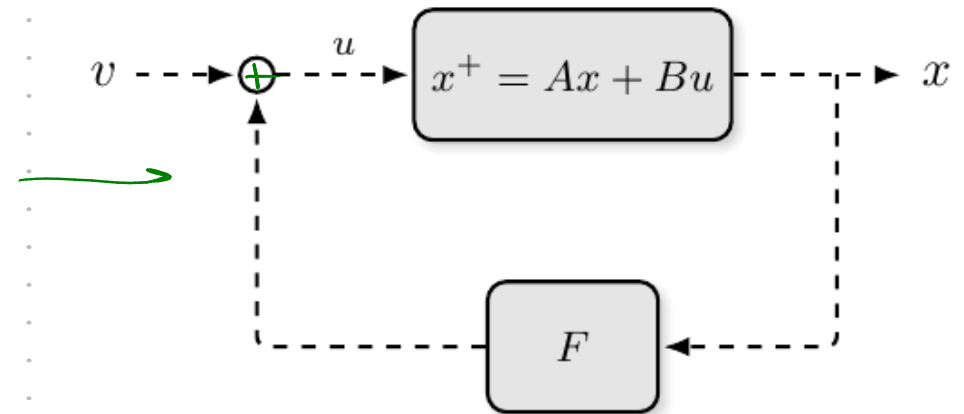 u
v + x⁺ = Ax + Bu x
F